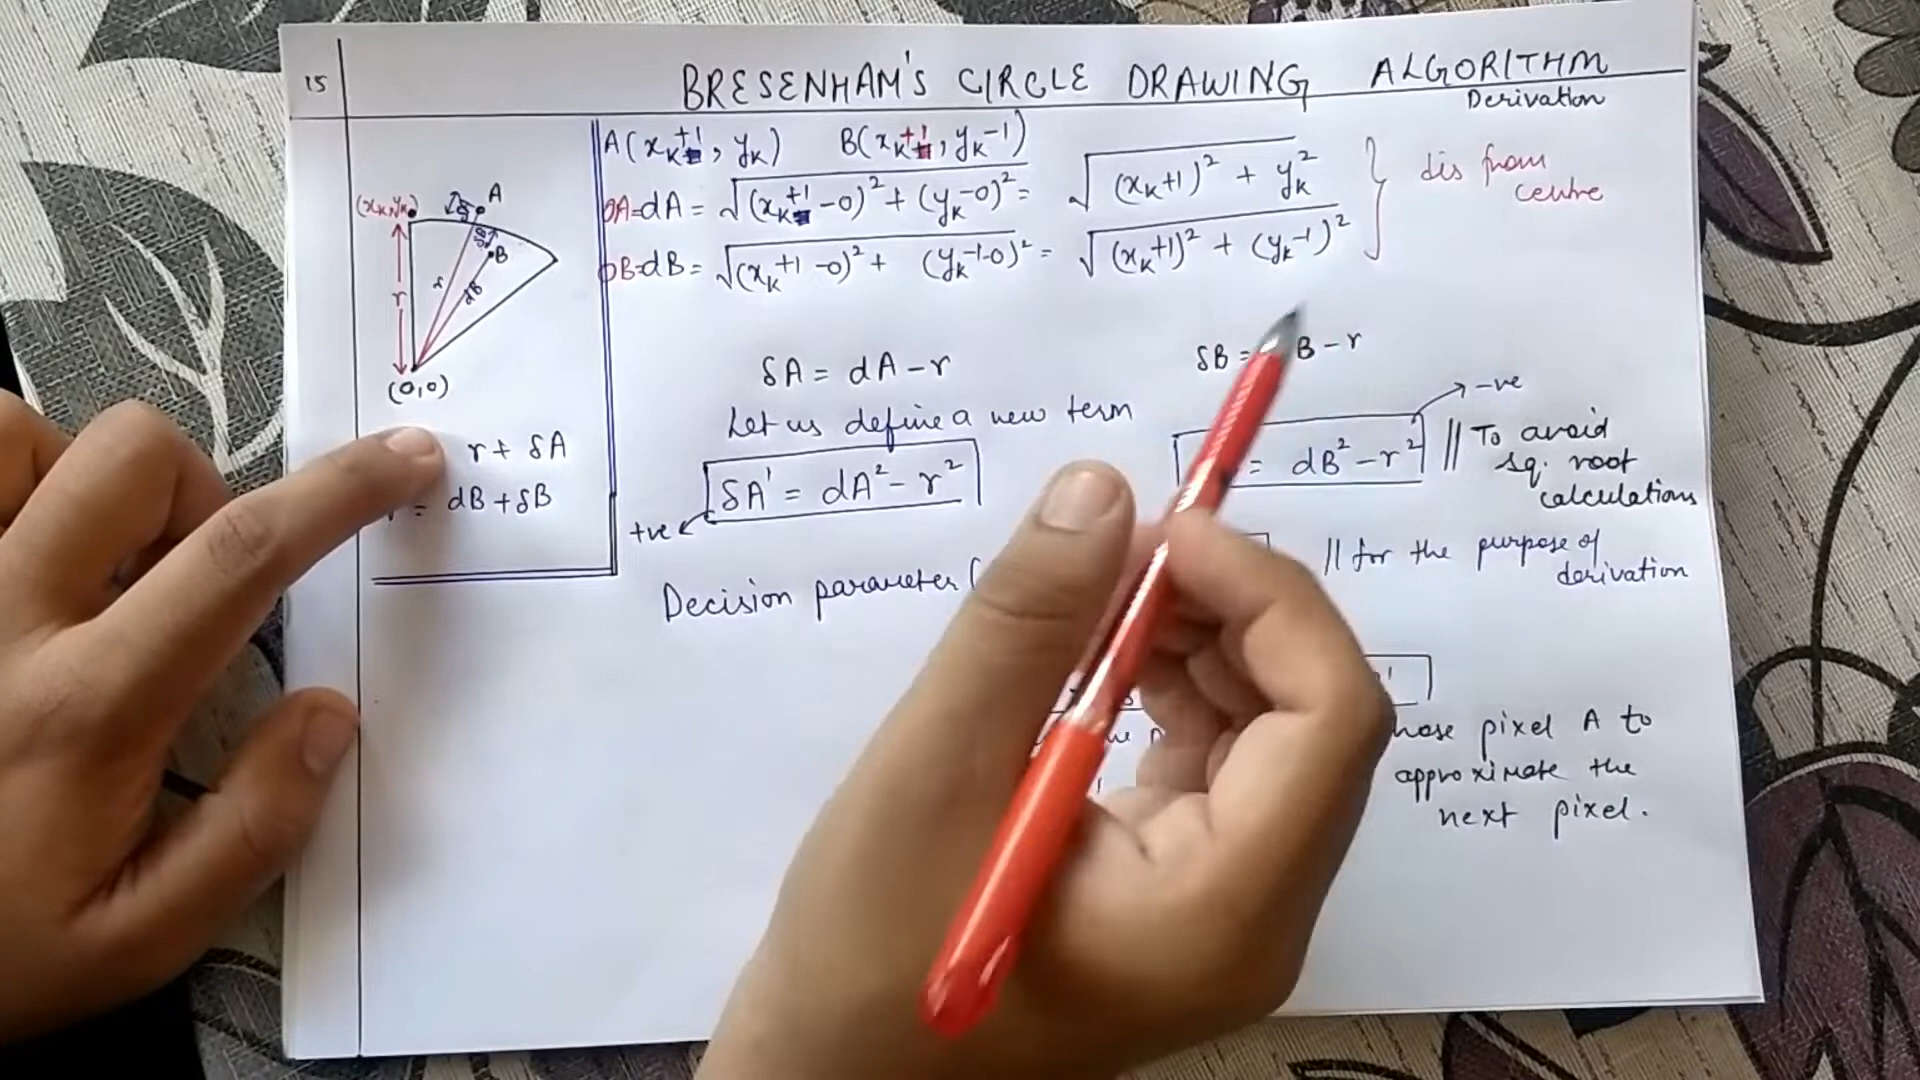 15
BRESENHAM'S CIRCLE DRAWING ALGORITHM
Derivation
A(xₖ+1, yₖ) B(xₖ+1, yₖ-1)
OA=dA = √(xₖ+1-0)² + (yₖ-0)² = √(xₖ+1)² + yₖ²
OB=dB = √(xₖ+1-0)² + (yₖ-1-0)² = √(xₖ+1)² + (yₖ-1)²
} dis from
centre
(xₖ,yₖ) A
B
r
r
dB
(0,0)
r + δA
= dB + δB
δA = dA - r
δB = B - r
Let us define a new term
δA' = dA² - r²
+ve
= dB² - r²
-ve
// To avoid
sq. root
calculations
Decision parameter (
// for the purpose of
derivation
pixel A to
approximate the
next pixel.